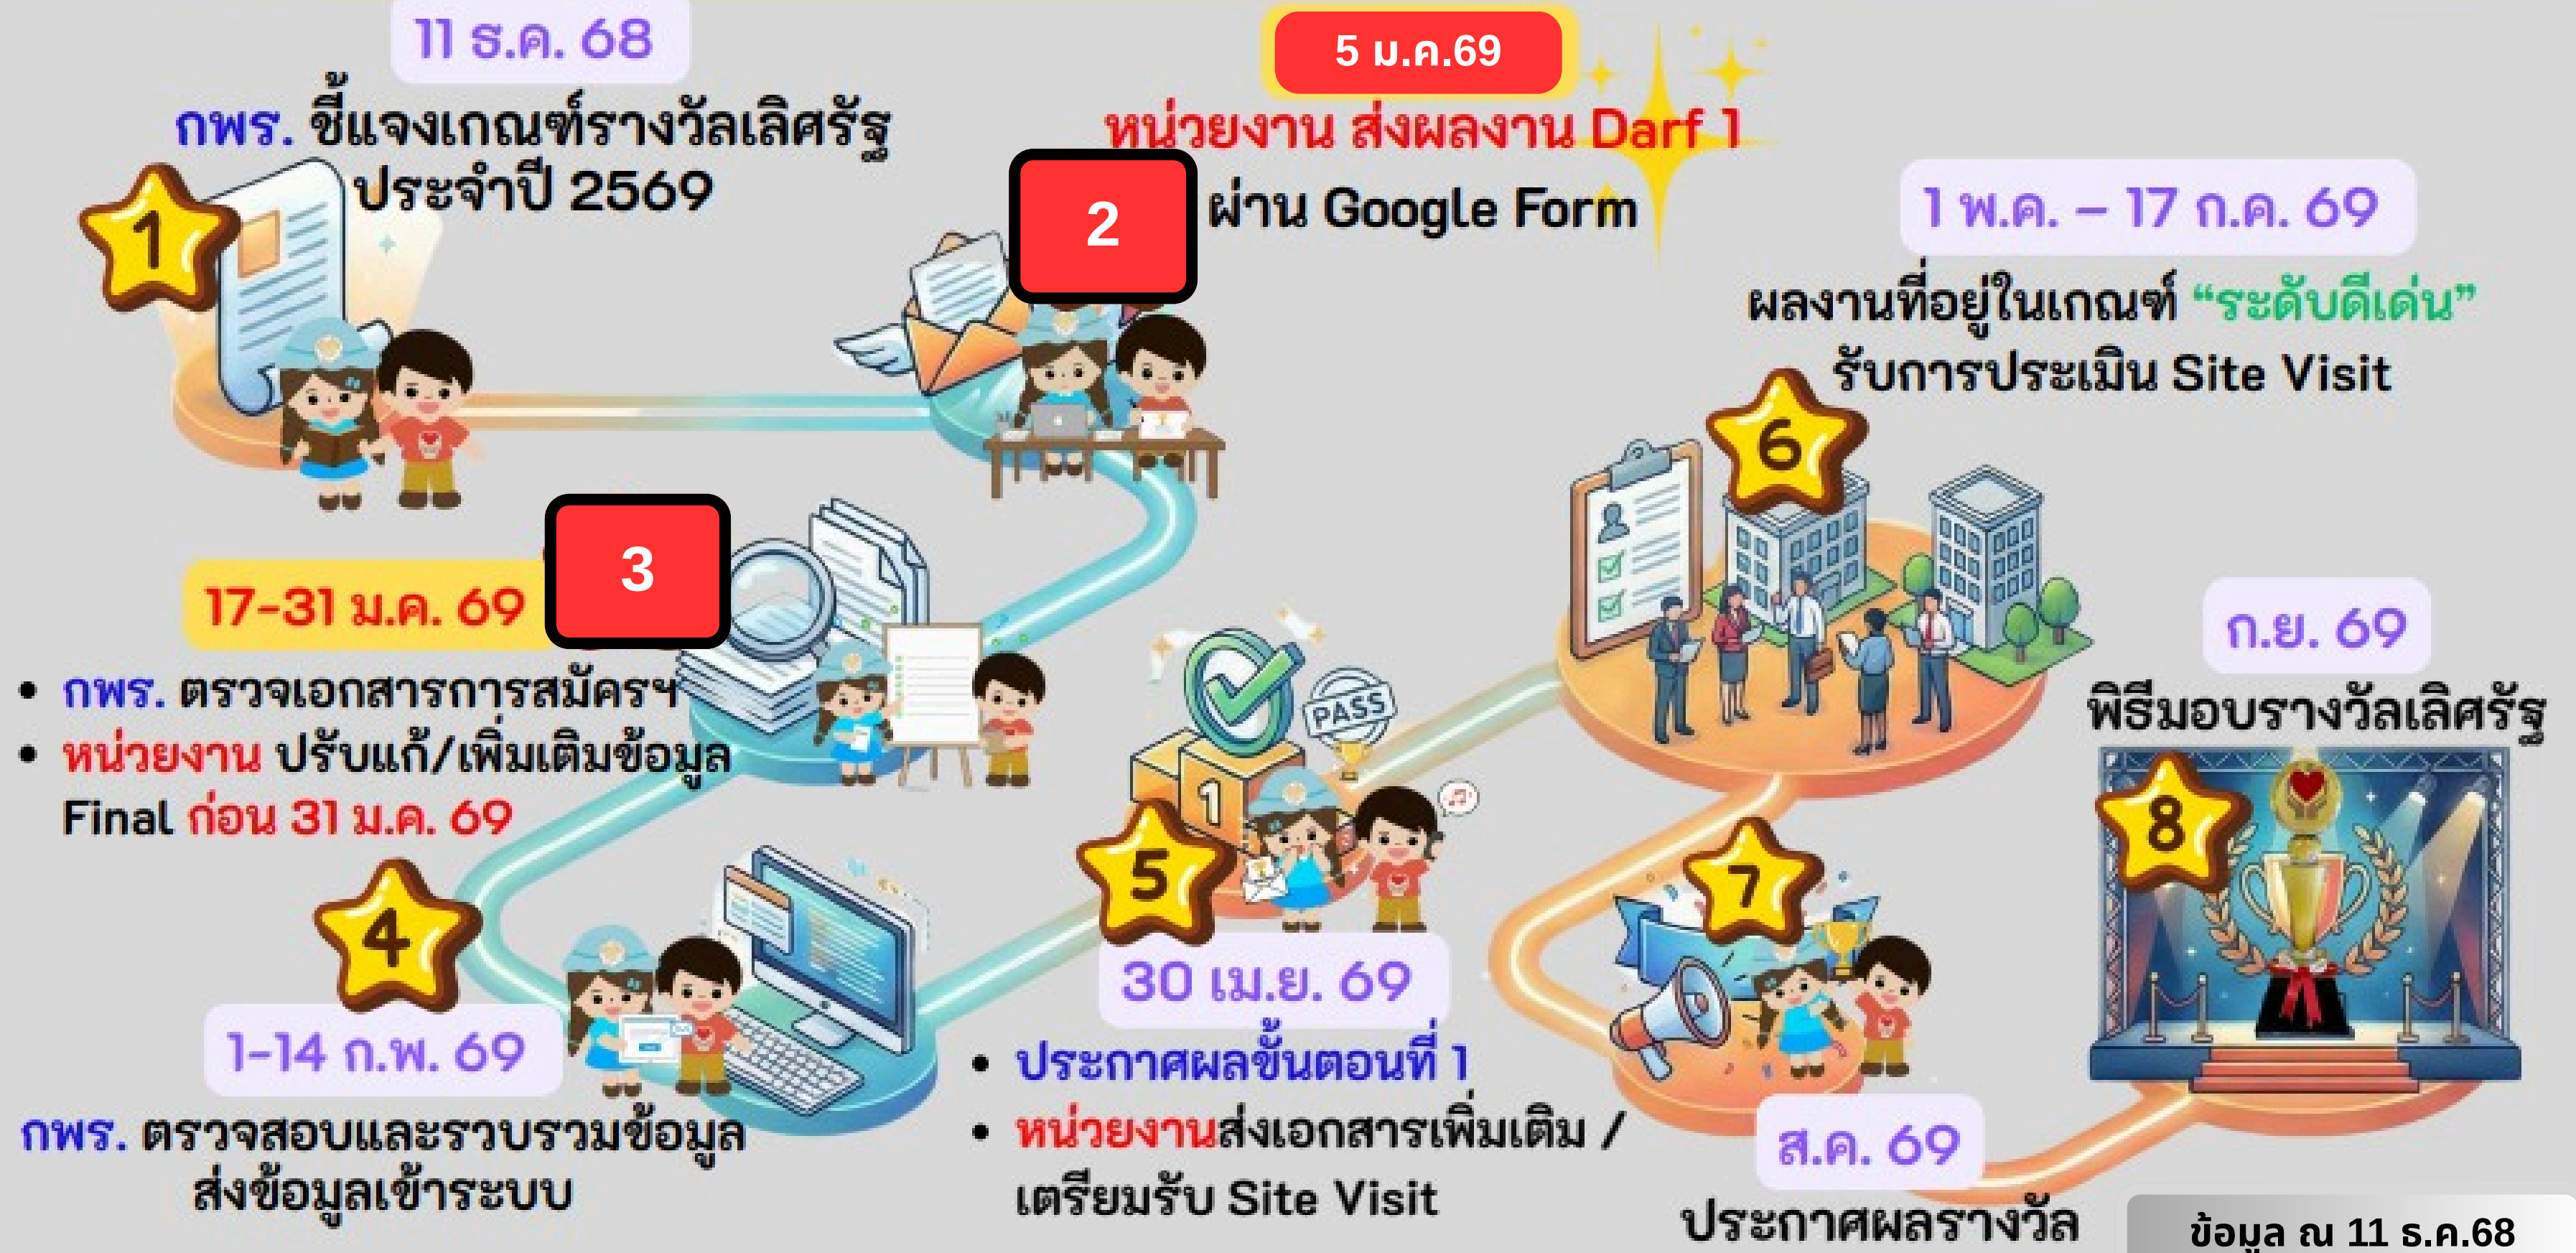 11 ธ.ค. 68
กพร. ชี้แจงเกณฑ์รางวัลเลิศรัฐ
ประจำปี 2569
1
5 ม.ค.69
หน่วยงาน ส่งผลงาน Darf 1
2
ผ่าน Google Form
3
17-31 ม.ค. 69
• กพร. ตรวจเอกสารการสมัครฯ
• หน่วยงาน ปรับแก้/เพิ่มเติมข้อมูล
Final ก่อน 31 ม.ค. 69
4
1-14 ก.พ. 69
กพร. ตรวจสอบและรวบรวมข้อมูล
ส่งข้อมูลเข้าระบบ
PASS
1
5
30 เม.ย. 69
• ประกาศผลขั้นตอนที่ 1
• หน่วยงานส่งเอกสารเพิ่มเติม /
เตรียมรับ Site Visit
1 พ.ค. – 17 ก.ค. 69
ผลงานที่อยู่ในเกณฑ์ “ระดับดีเด่น”
รับการประเมิน Site Visit
6
7
ส.ค. 69
ประกาศผลรางวัล
ก.ย. 69
พิธีมอบรางวัลเลิศรัฐ
8
ข้อมูล ณ 11 ธ.ค.68